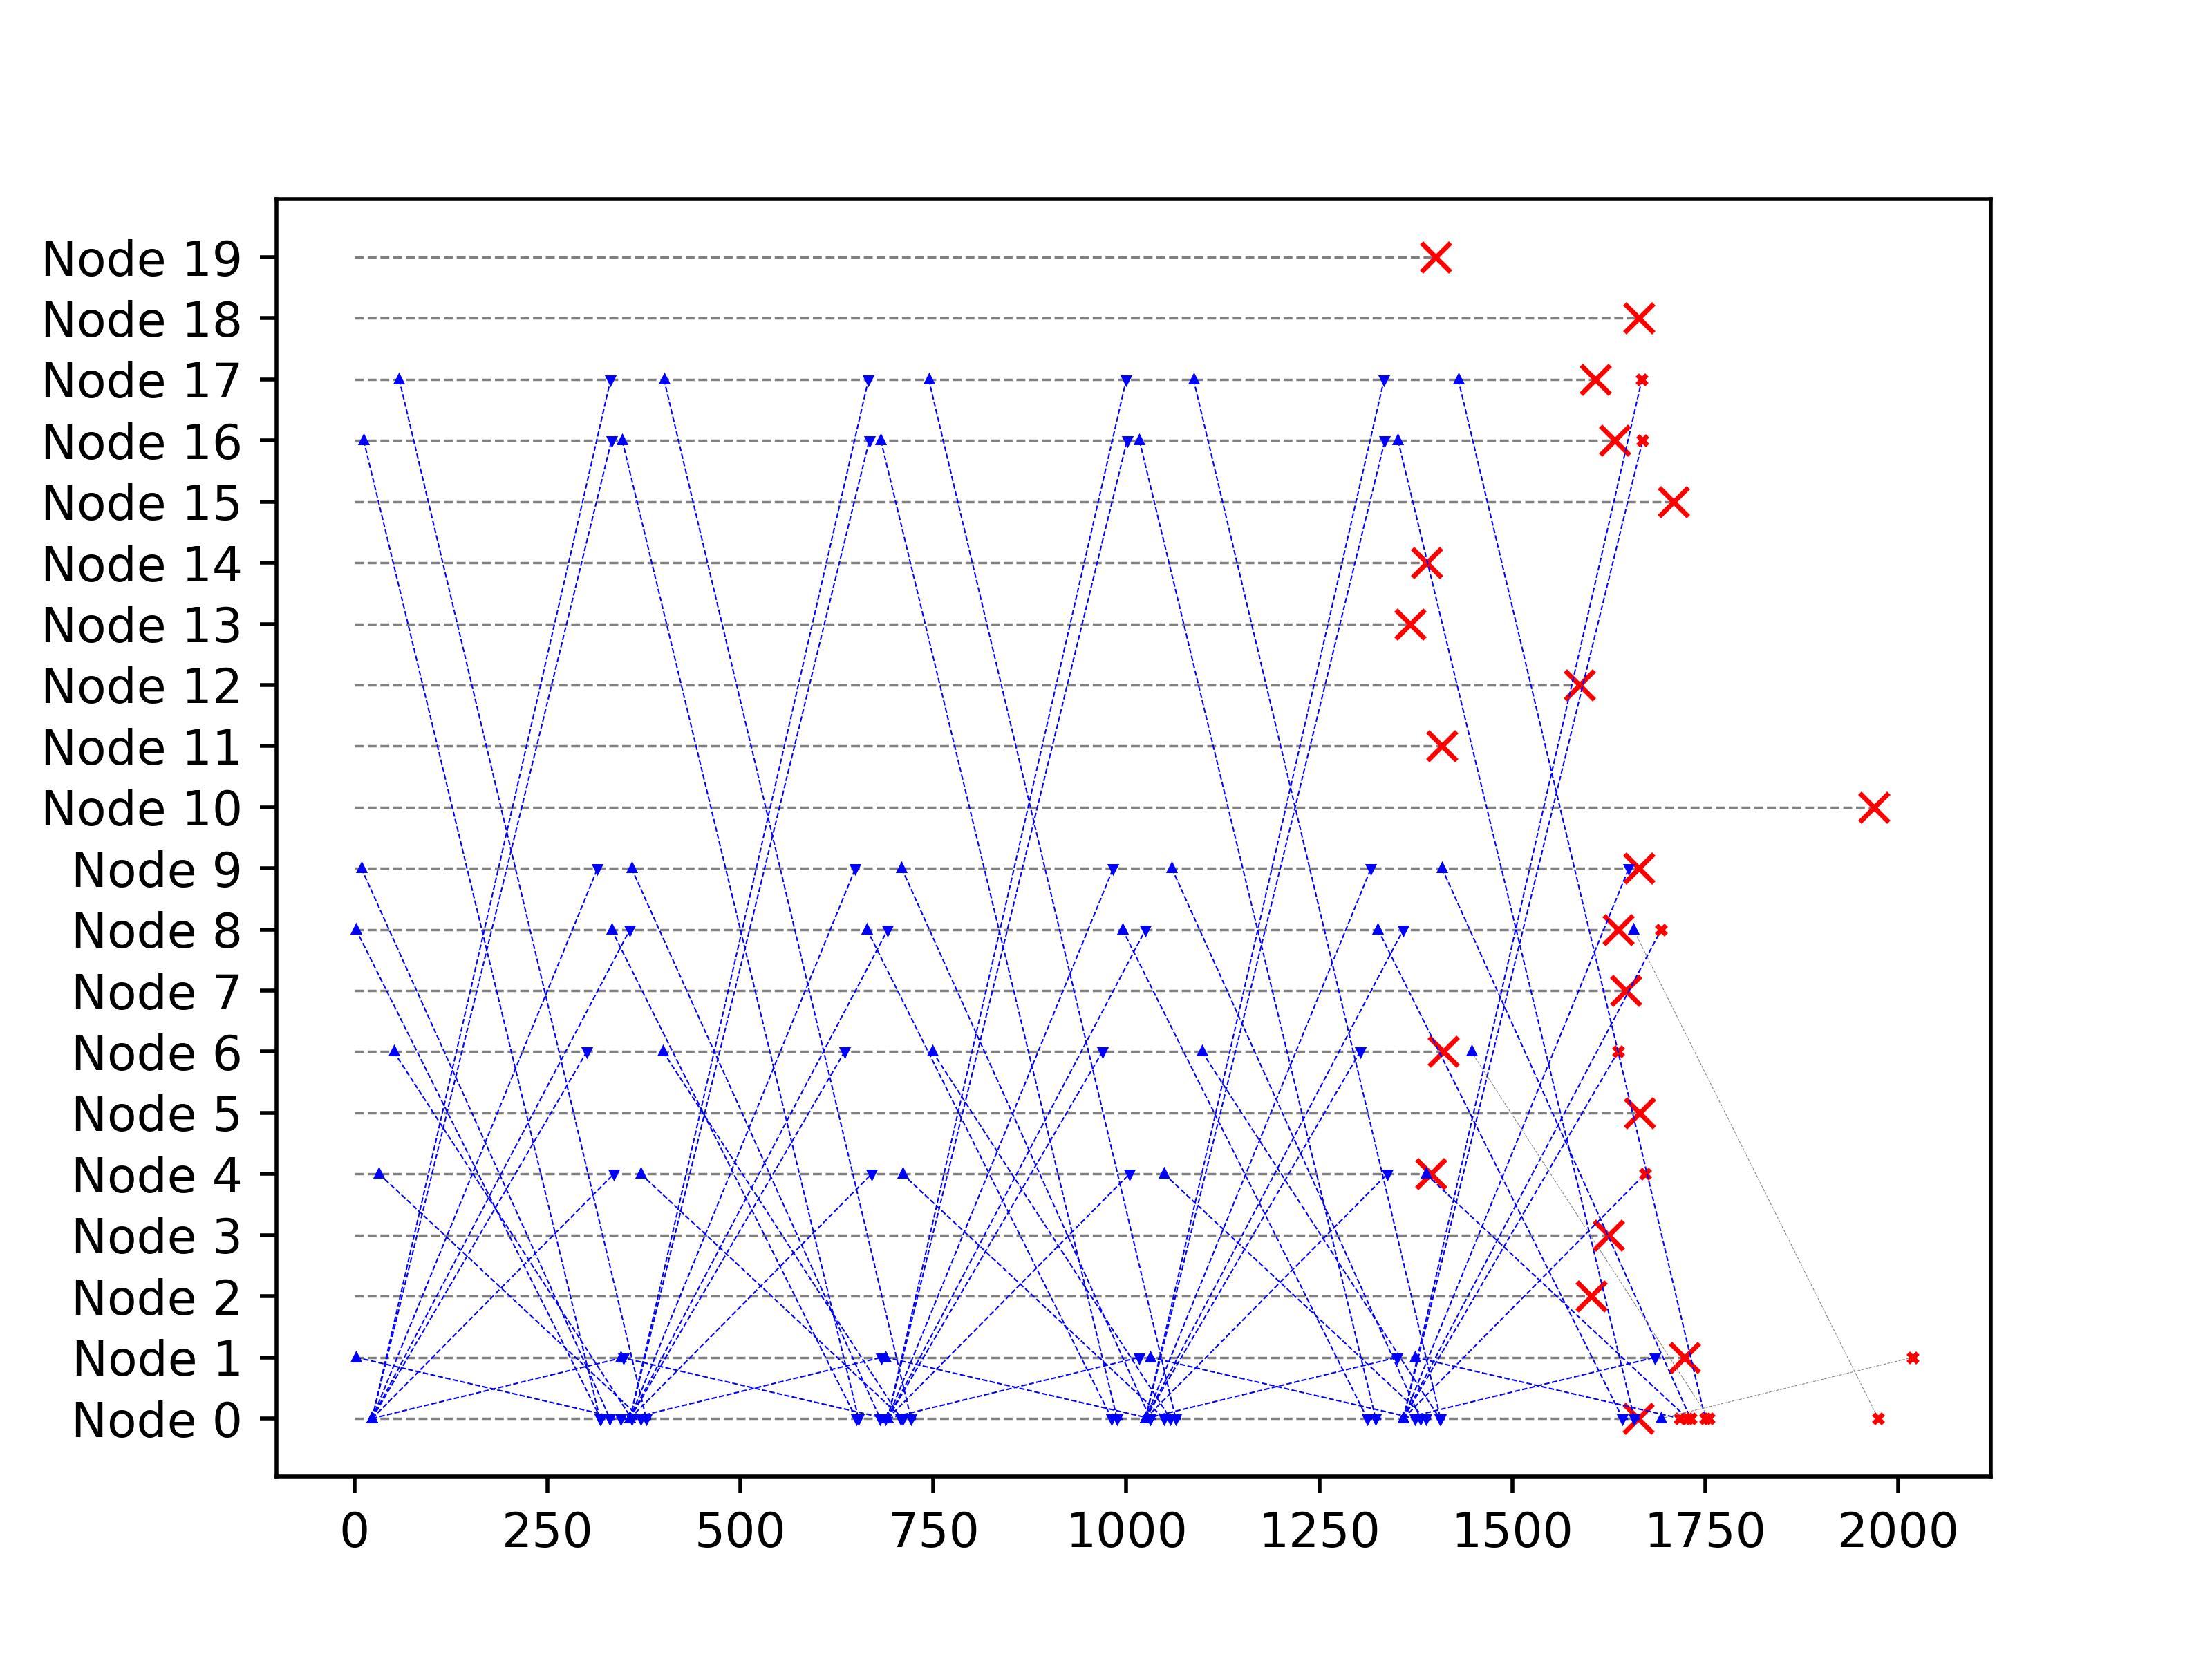 Node 19
Node 18
Node 17
Node 16
Node 15
Node 14
Node 13
Node 12
Node 11
Node 10
Node 9
Node 8
Node 7
Node 6
Node 5
Node 4
Node 3
Node 2
Node 1
Node 0
0 250 500 750 1000 1250 1500 1750 2000